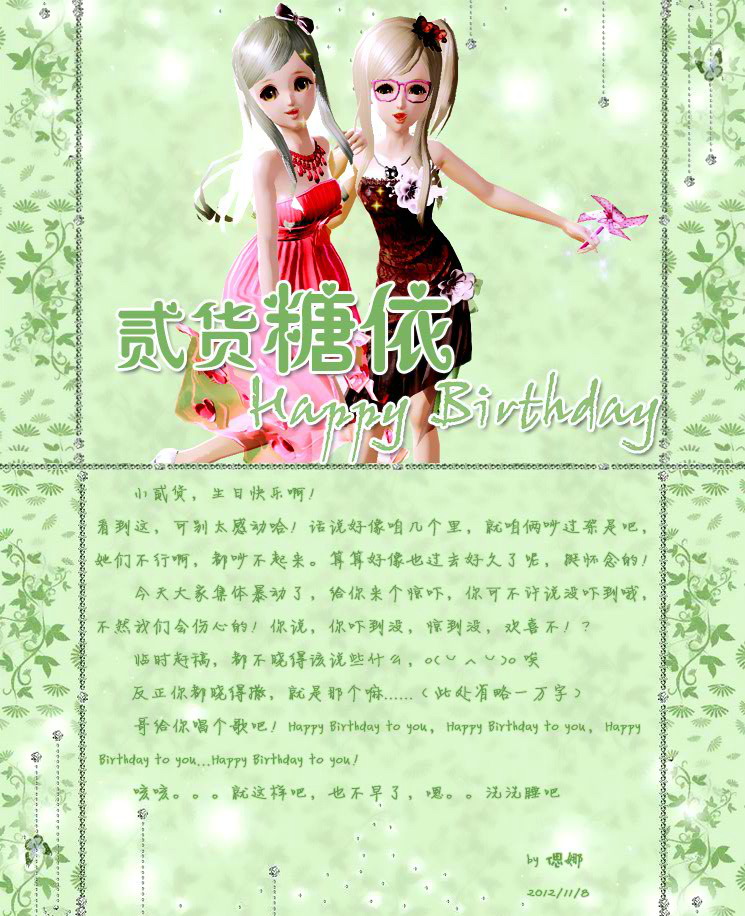 贰货糖依
Happy Birthday
小贰货，生日快乐啊！
看到这，可别太感动哈！话说好像咱几个里，就咱俩吵过架是吧，
她们不行啊，都吵不起来。算算好像也过去好久了呢，挺怀念的！
今天大家集体暴动了，给你来个惊吓，你可不许说没吓到哦，
不然我们会伤心的！你说，你吓到没，惊到没，欢喜不！？
临时赶稿，都不晓得该说些什么，o(︶︿︶)o 唉
反正你都晓得撒，就是那个嘛……（此处省略一万字）
哥给你唱个歌吧！Happy Birthday to you，Happy Birthday to you，Happy
Birthday to you...Happy Birthday to you！
咳咳。。。就这样吧，也不早了，嗯。。洗洗睡吧
by 偲娜
2012/11/8